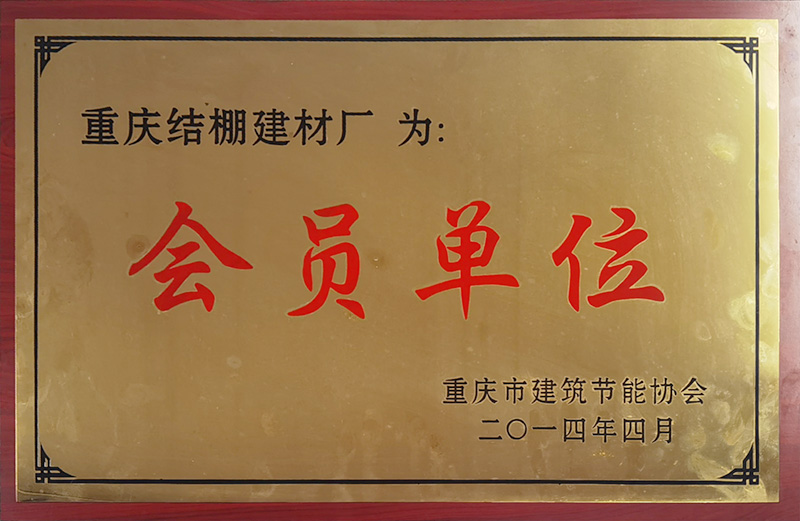 重庆结棚建材厂 为:
会员单位
重庆市建筑节能协会
二〇一四年四月